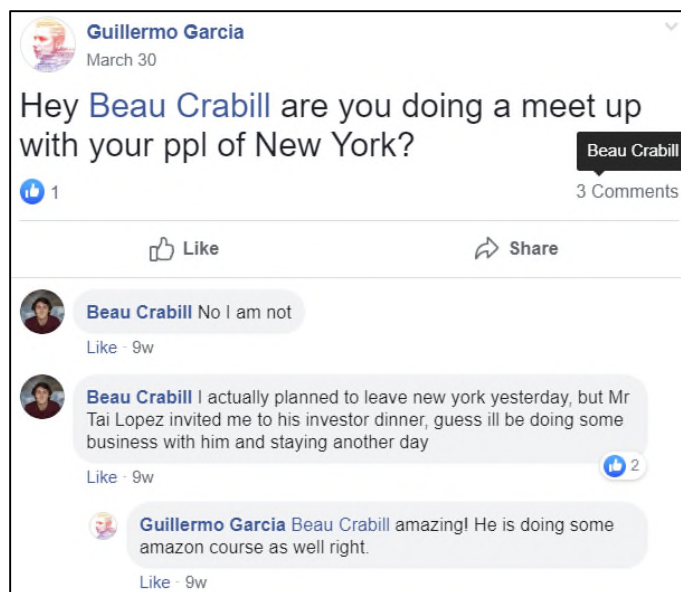 Guillermo Garcia
March 30
Hey Beau Crabill are you doing a meet up
with your ppl of New York?
Beau Crabill
1
3 Comments
Like
Share
Beau Crabill No I am not
Like · 9w
Beau Crabill I actually planned to leave new york yesterday, but Mr
Tai Lopez invited me to his investor dinner, guess ill be doing some
business with him and staying another day
2
Like · 9w
Guillermo Garcia Beau Crabill amazing! He is doing some
amazon course as well right.
Like · 9w